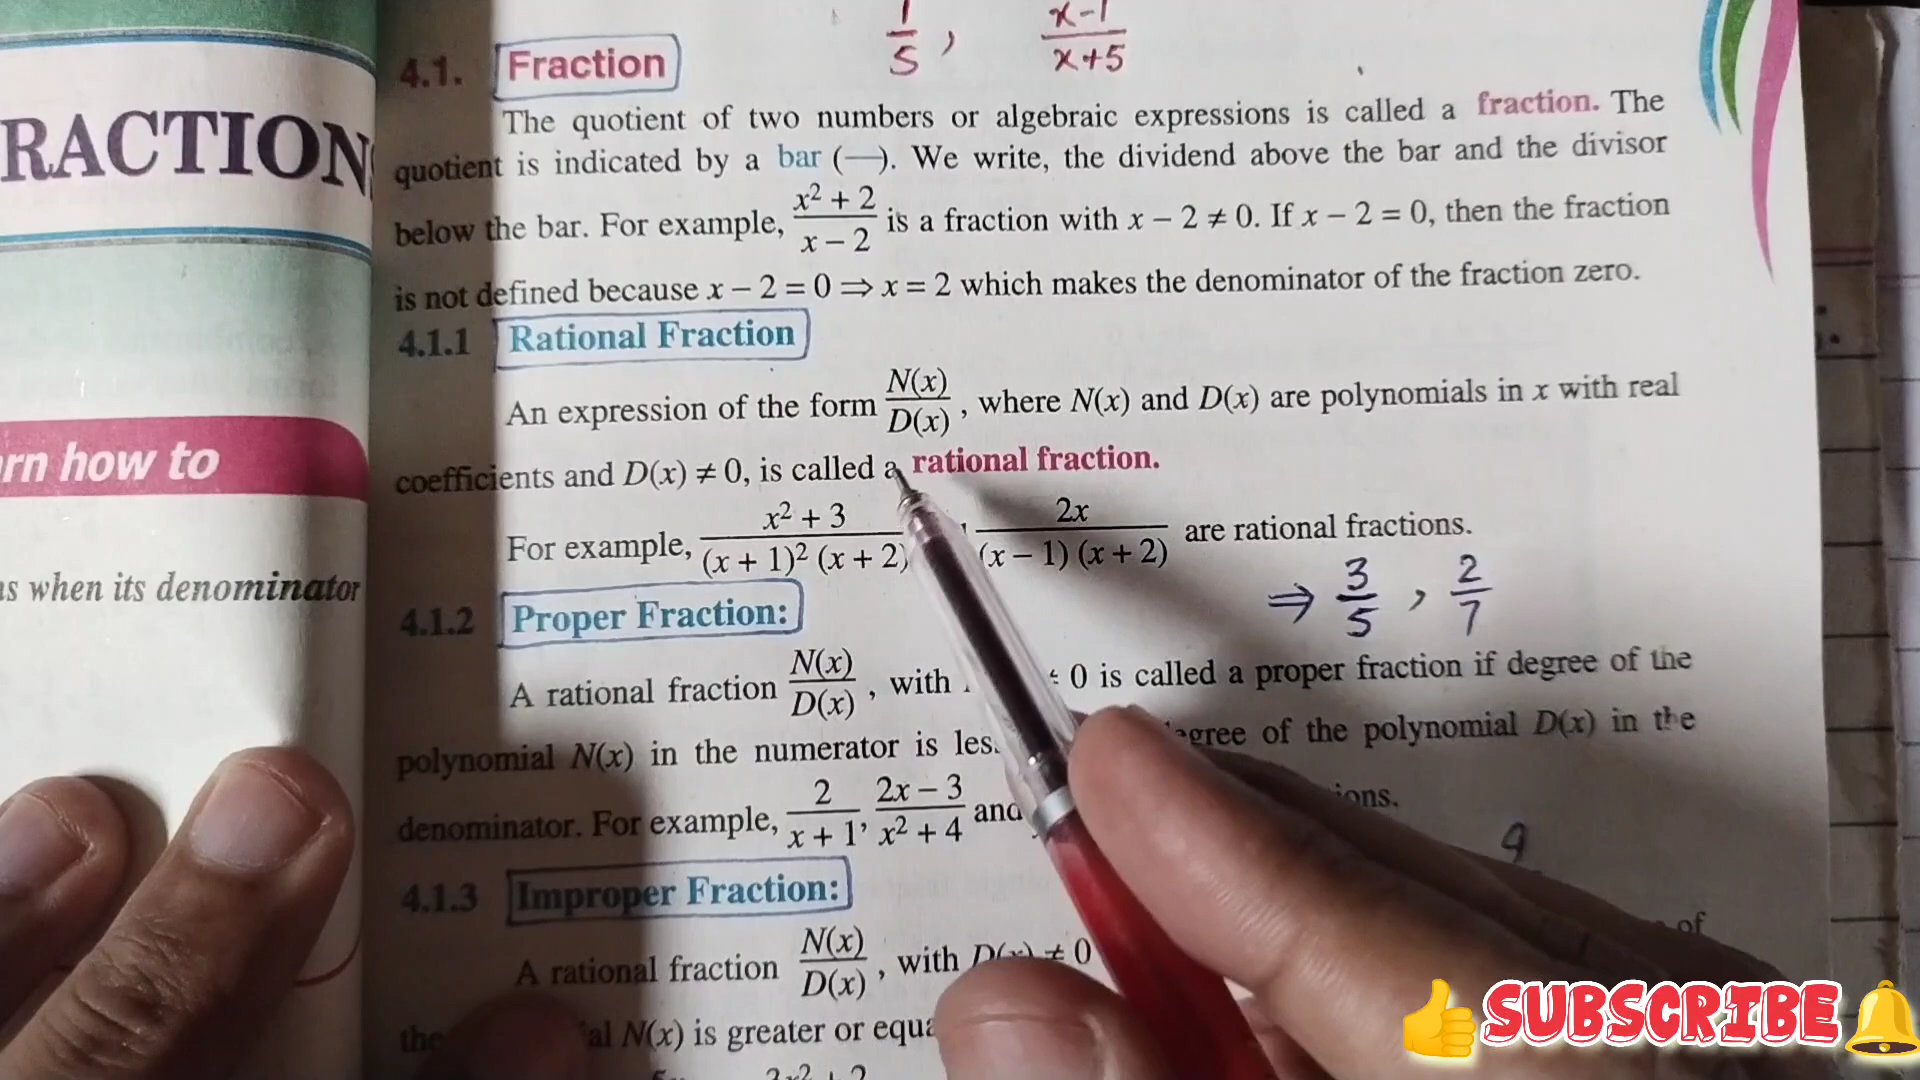 1/5 , x-1/x+5
4.1. Fraction
The quotient of two numbers or algebraic expressions is called a fraction. The
quotient is indicated by a bar (—). We write, the dividend above the bar and the divisor
below the bar. For example, x² + 2/x – 2 is a fraction with x – 2 ≠ 0. If x – 2 = 0, then the fraction
is not defined because x – 2 = 0 ⇒ x = 2 which makes the denominator of the fraction zero.
4.1.1 Rational Fraction
An expression of the form N(x)/D(x), where N(x) and D(x) are polynomials in x with real
coefficients and D(x) ≠ 0, is called a rational fraction.
For example, x² + 3/(x + 1)² (x + 2) 2x/(x – 1) (x + 2) are rational fractions.
⇒ 3/5 , 2/7
4.1.2 Proper Fraction:
A rational fraction N(x)/D(x), with 0 is called a proper fraction if degree of the
polynomial N(x) in the numerator is of the polynomial D(x) in the
denominator. For example, 2/x + 1, 2x – 3/x² + 4 and
9
4.1.3 Improper Fraction:
A rational fraction N(x)/D(x), with D(x) ≠ 0
of
the N(x) is greater or
RACTION
rn how to
s when its denominator
SUBSCRIBE